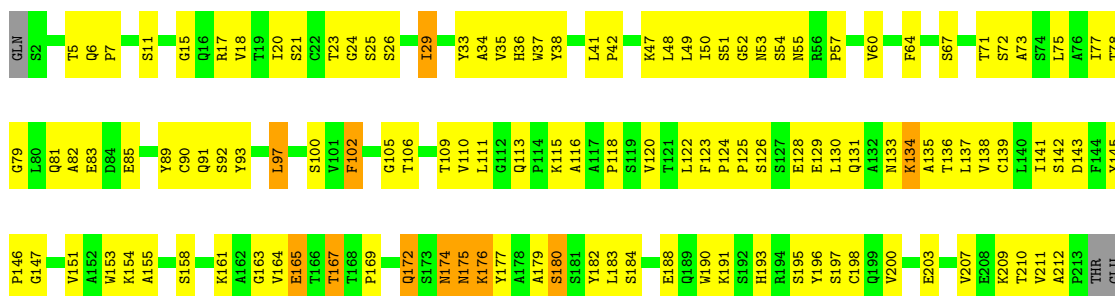 GLN S2 T5 Q6 P7 S11 G15 Q16 R17 V18 T19 I20 S21 C22 T23 G24 S25 S26 I29 Y33 A34 V35 H36 W37 Y38 L41 P42 K47 L48 L49 I50 S51 G52 N53 S54 N55 R56 P57 V60 F64 S67 T71 S72 A73 S74 L75 A76 I77 T78
G79 L80 Q81 A82 E83 D84 E85 Y89 C90 Q91 S92 Y93 L97 S100 V101 F102 G105 T106 T109 V110 L111 G112 Q113 P114 K115 A116 A117 P118 S119 V120 T121 L122 F123 P124 P125 S126 S127 E128 E129 L130 Q131 A132 N133 K134 A135 T136 L137 V138 C139 L140 I141 S142 D143 F144 Y145
P146 G147 V151 A152 W153 K154 A155 S158 K161 A162 G163 V164 E165 T166 T167 T168 P169 Q172 S173 N174 N175 K176 Y177 A178 A179 S180 S181 Y182 L183 S184 E188 Q189 W190 K191 S192 H193 R194 S195 Y196 S197 C198 Q199 V200 E203 V207 E208 K209 T210 V211 A212 P213 THR GLU